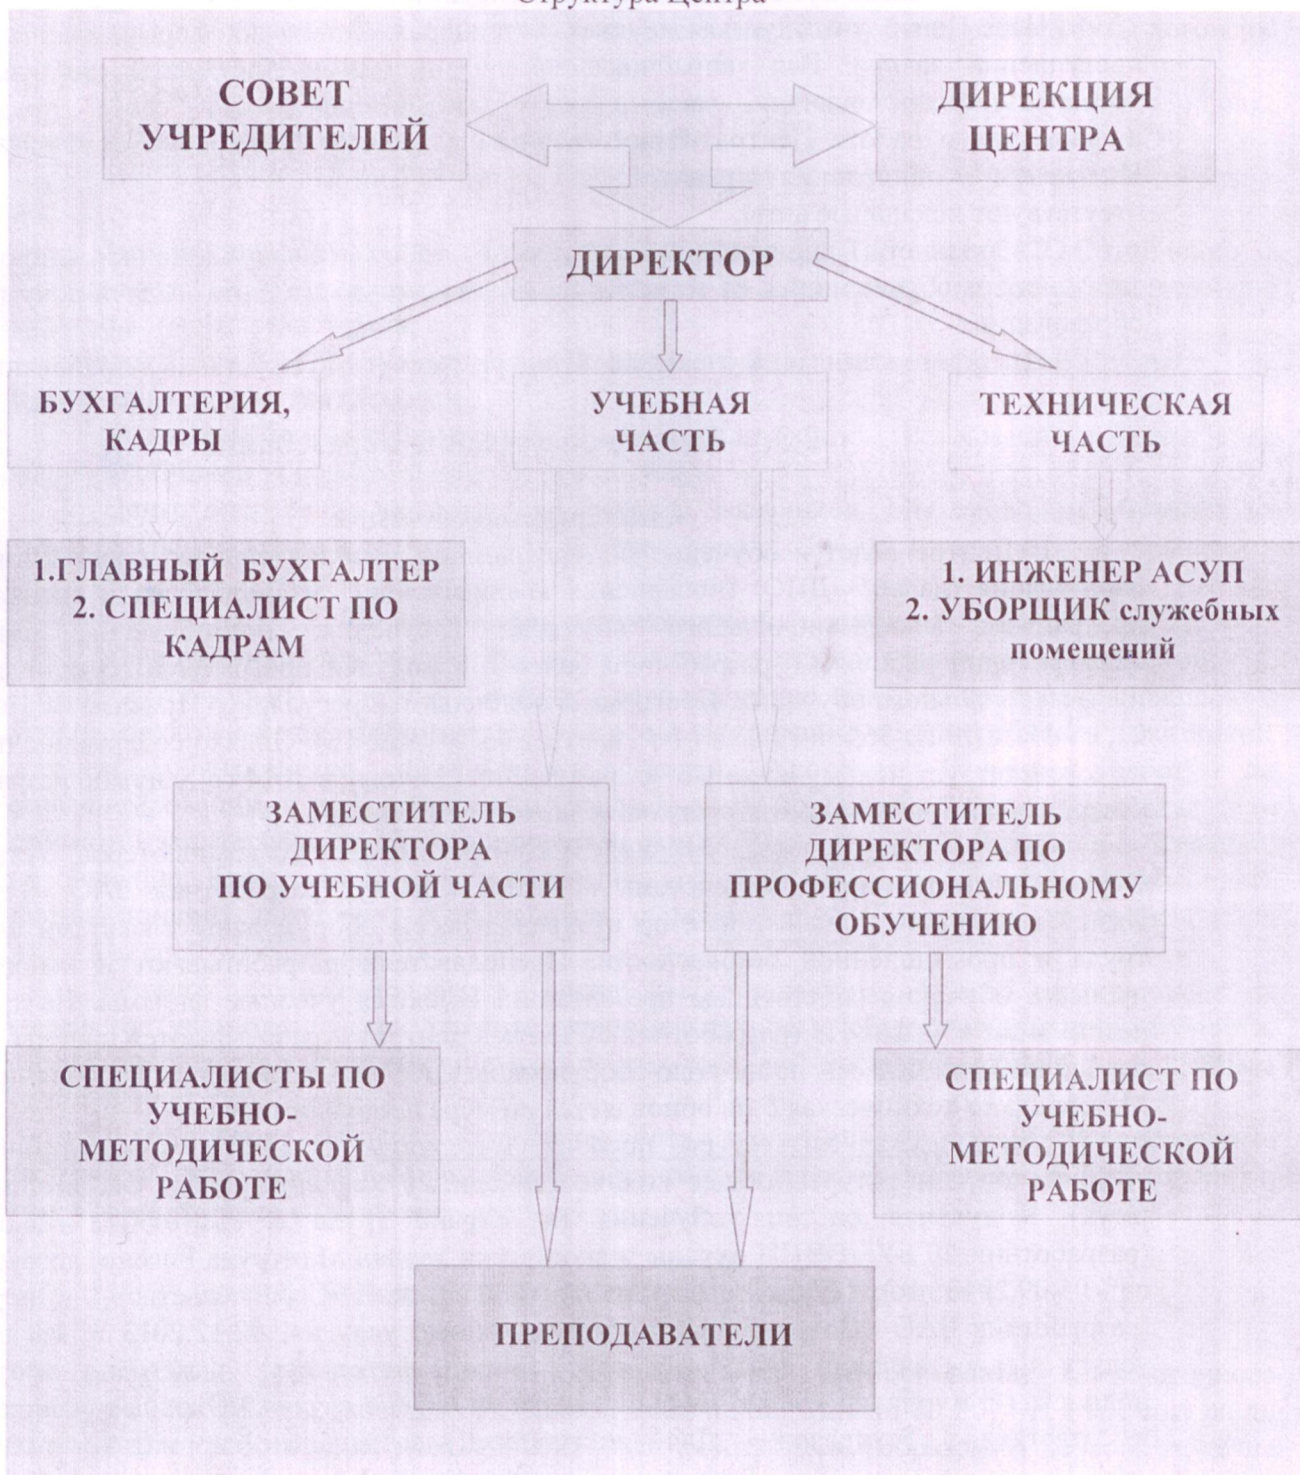 Структура Центра
СОВЕТ
УЧРЕДИТЕЛЕЙ
ДИРЕКЦИЯ
ЦЕНТРА
ДИРЕКТОР
БУХГАЛТЕРИЯ,
КАДРЫ
УЧЕБНАЯ
ЧАСТЬ
ТЕХНИЧЕСКАЯ
ЧАСТЬ
1.ГЛАВНЫЙ БУХГАЛТЕР
2. СПЕЦИАЛИСТ ПО
КАДРАМ
1. ИНЖЕНЕР АСУП
2. УБОРЩИК служебных
помещений
ЗАМЕСТИТЕЛЬ
ДИРЕКТОРА
ПО УЧЕБНОЙ ЧАСТИ
ЗАМЕСТИТЕЛЬ
ДИРЕКТОРА ПО
ПРОФЕССИОНАЛЬНОМУ
ОБУЧЕНИЮ
СПЕЦИАЛИСТЫ ПО
УЧЕБНО-
МЕТОДИЧЕСКОЙ
РАБОТЕ
СПЕЦИАЛИСТ ПО
УЧЕБНО-
МЕТОДИЧЕСКОЙ
РАБОТЕ
ПРЕПОДАВАТЕЛИ